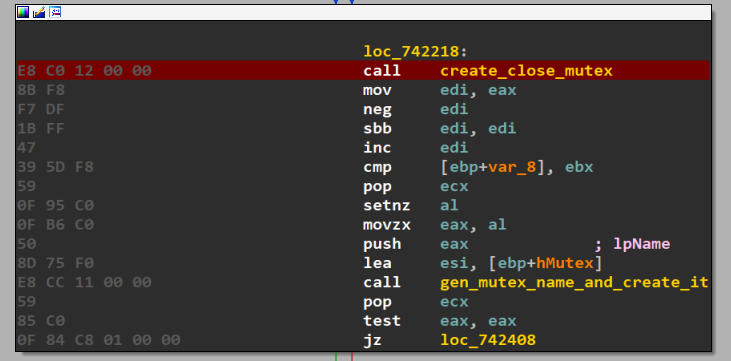 loc_742218:
E8 C0 12 00 00 call create_close_mutex
8B F8 mov edi, eax
F7 DF neg edi
1B FF sbb edi, edi
47 inc edi
39 5D F8 cmp [ebp+var_8], ebx
59 pop ecx
0F 95 C0 setnz al
0F B6 C0 movzx eax, al
50 push eax ; lpName
8D 75 F0 lea esi, [ebp+hMutex]
E8 CC 11 00 00 call gen_mutex_name_and_create_it
59 pop ecx
85 C0 test eax, eax
0F 84 C8 01 00 00 jz loc_742408